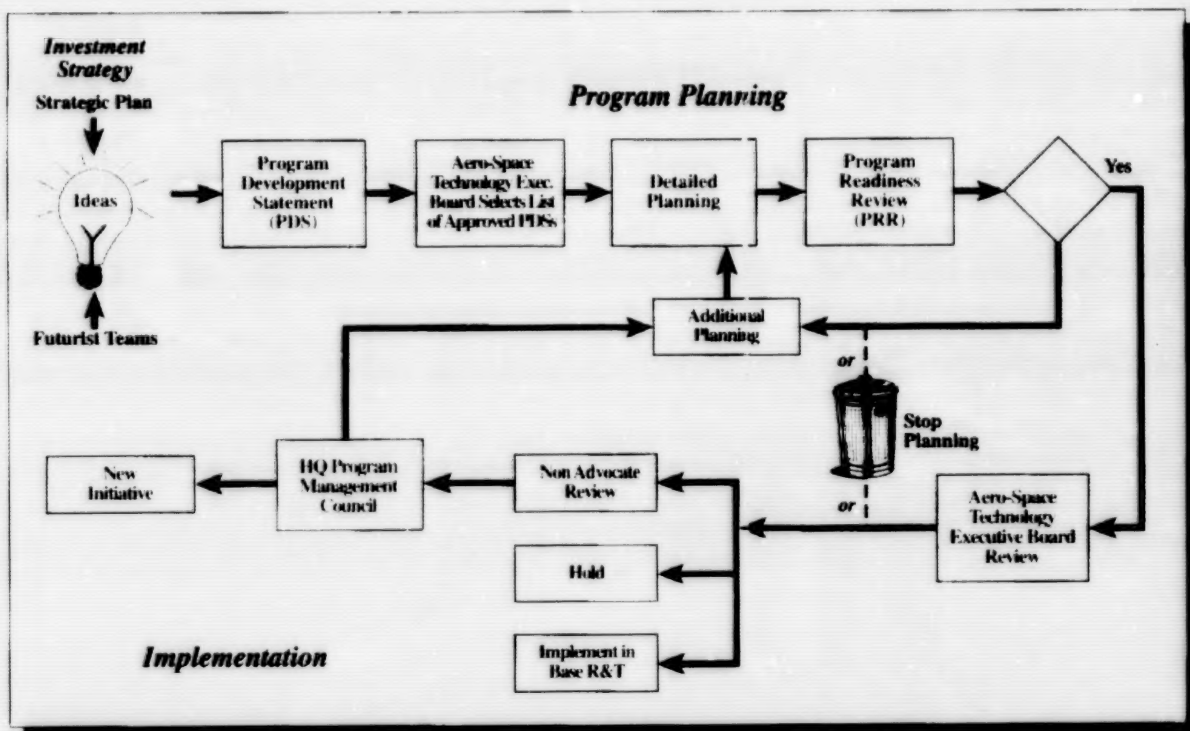 Investment
Strategy
Strategic Plan
Ideas
Futurist Teams
Program Planning
Program
Development
Statement
(PDS)
Aero-Space
Technology Exec.
Board Selects List
of Approved PDSs
Detailed
Planning
Program
Readiness
Review
(PRR)
Yes
Additional
Planning
or
Stop
Planning
or
New
Initiative
HQ Program
Management
Council
Non Advocate
Review
Aero-Space
Technology
Executive Board
Review
Hold
Implement in
Base R&T
Implementation